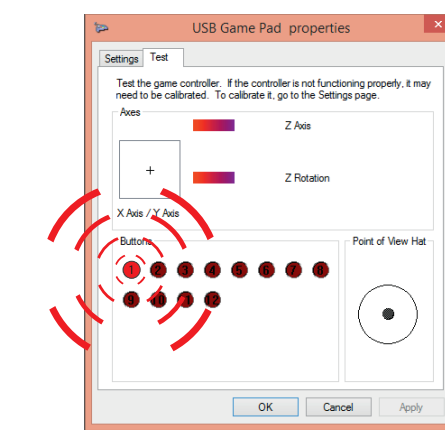 USB Game Pad properties
×
Settings Test
Test the game controller. If the controller is not functioning properly, it may
need to be calibrated. To calibrate it, go to the Settings page.
Axes
Z Axis
Z Rotation
X Axis / Y Axis
Buttons
Point of View Hat
1 2 3 4 5 6 7 8
9 10 11 12
OK Cancel Apply